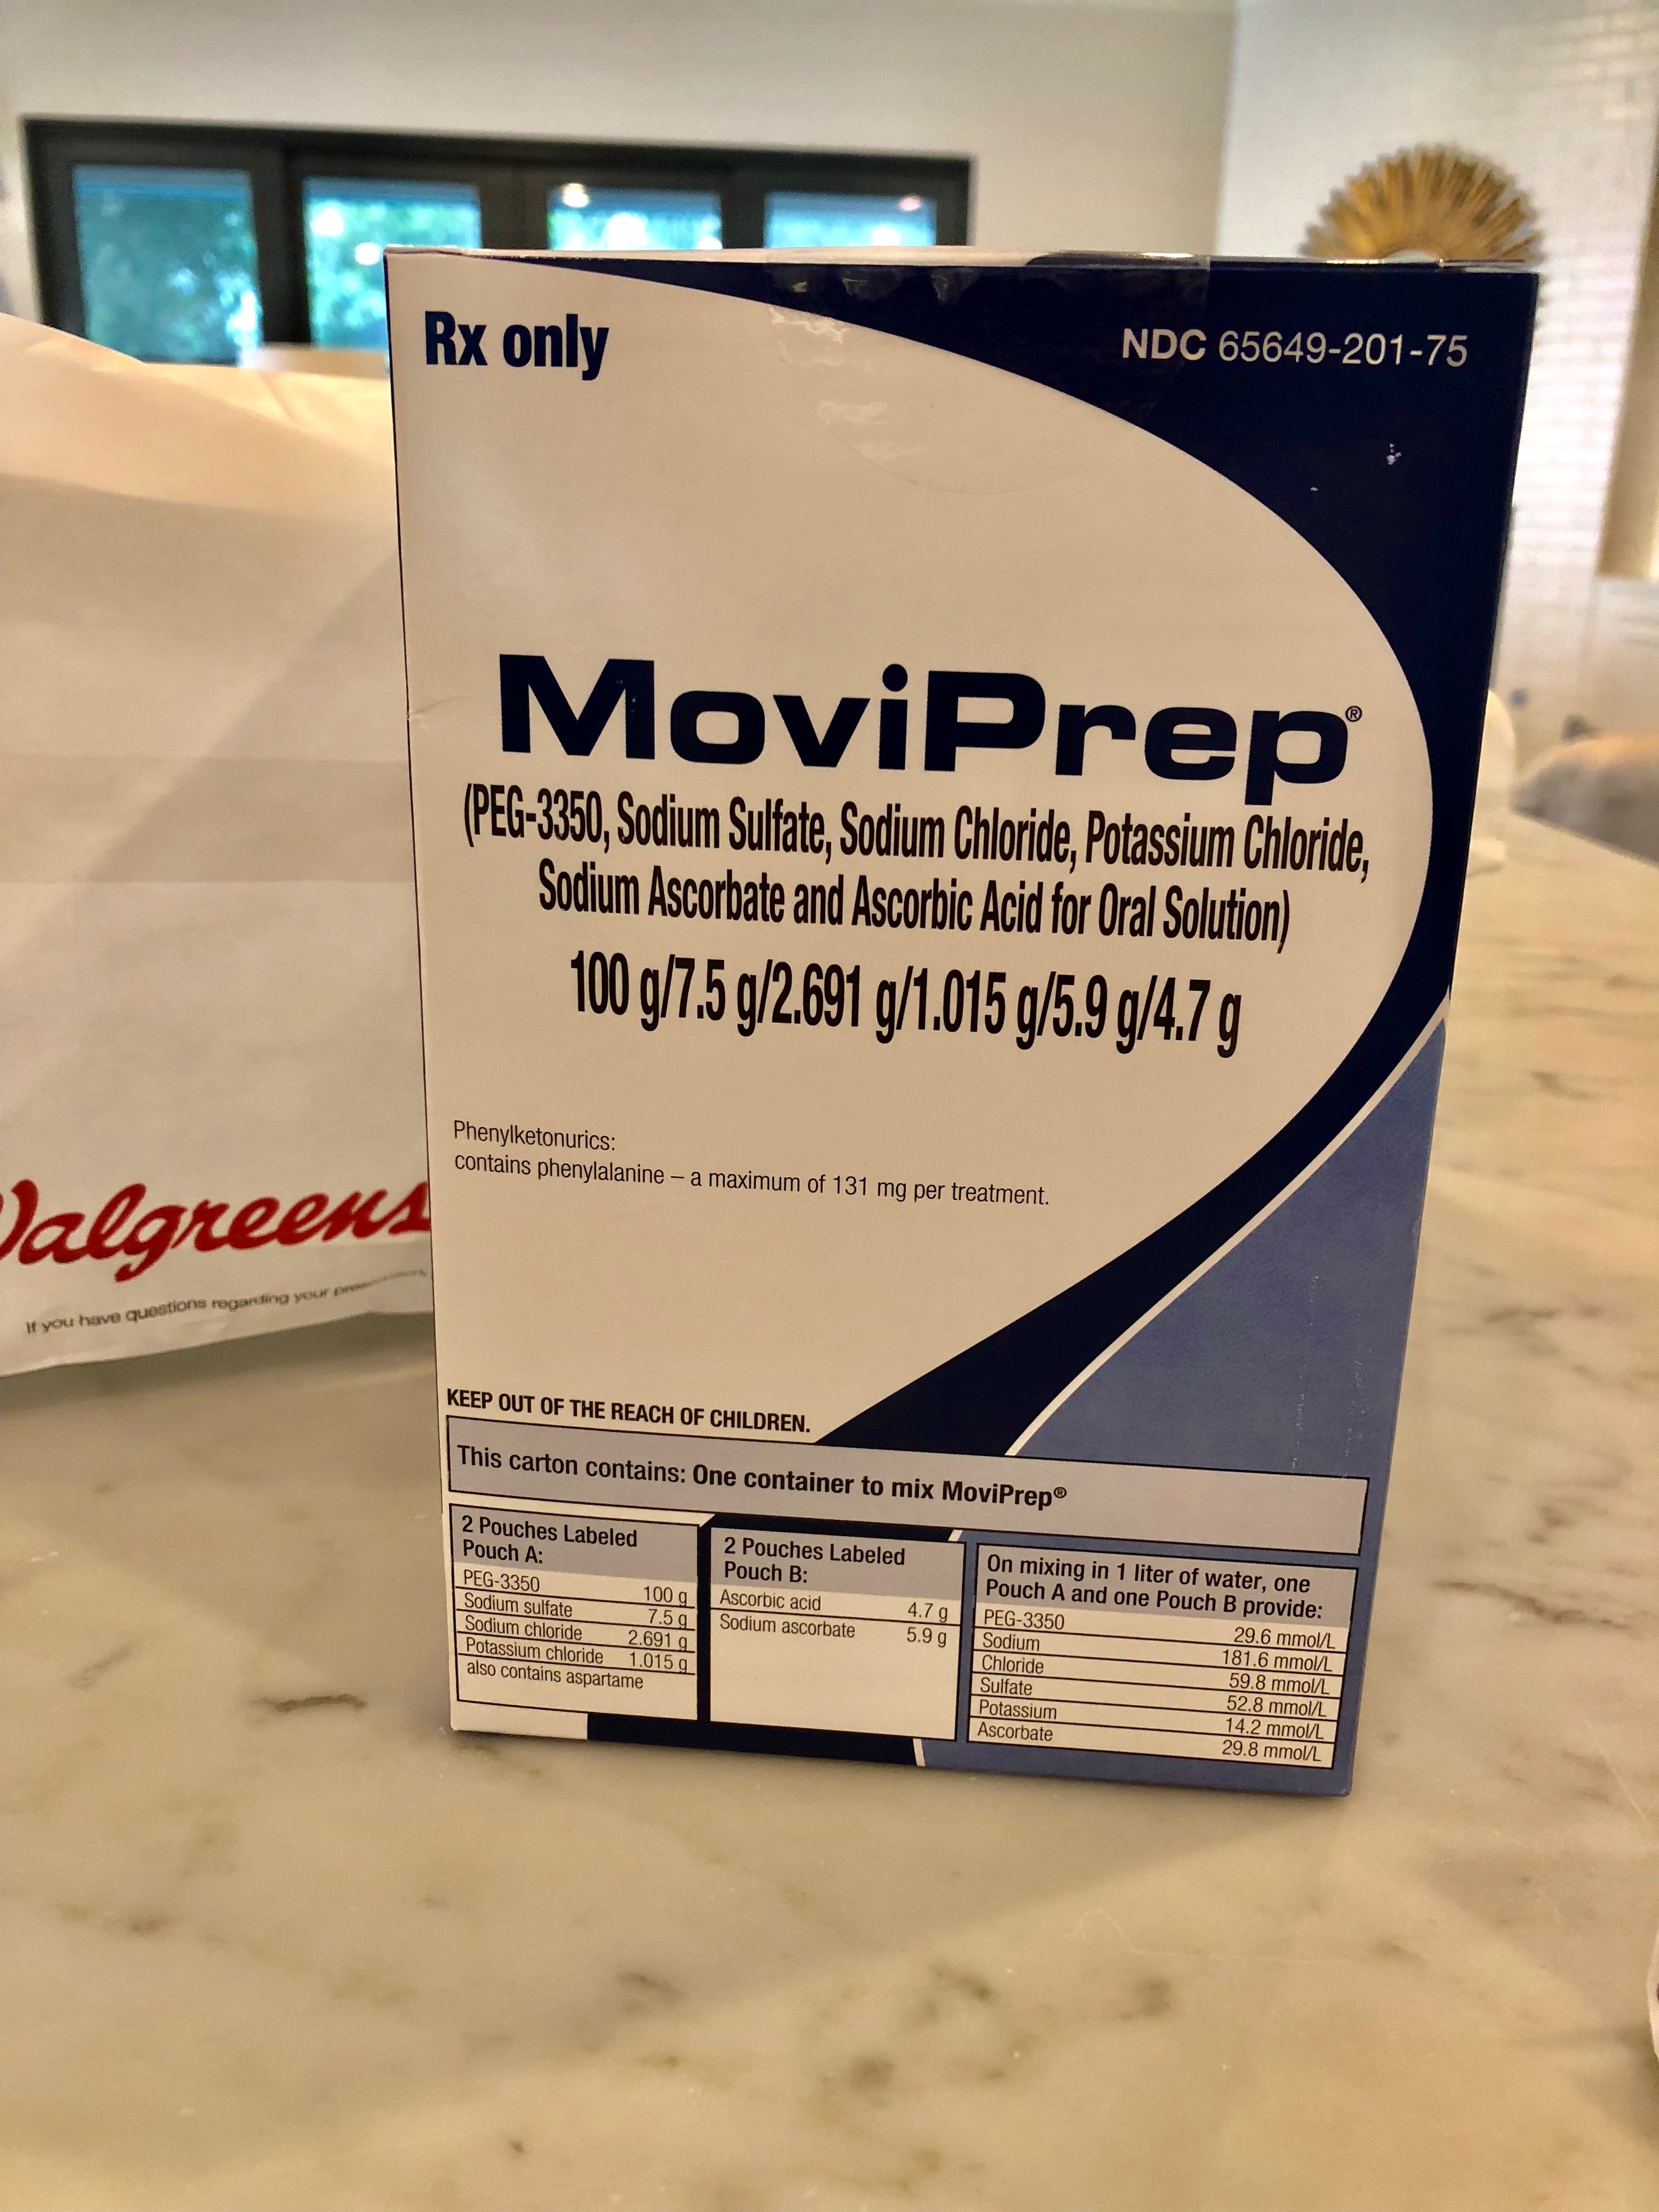 Rx only
NDC 65649-201-75
MoviPrep®
(PEG-3350, Sodium Sulfate, Sodium Chloride, Potassium Chloride,
Sodium Ascorbate and Ascorbic Acid for Oral Solution)
100 g/7.5 g/2.691 g/1.015 g/5.9 g/4.7 g
Phenylketonurics:
contains phenylalanine – a maximum of 131 mg per treatment.
Walgreens
If you have questions regarding your
KEEP OUT OF THE REACH OF CHILDREN.
This carton contains: One container to mix MoviPrep®
2 Pouches Labeled
Pouch A:
PEG-3350 100 g
Sodium sulfate 7.5 g
Sodium chloride 2.691 g
Potassium chloride 1.015 g
also contains aspartame
2 Pouches Labeled
Pouch B:
Ascorbic acid 4.7 g
Sodium ascorbate 5.9 g
On mixing in 1 liter of water, one
Pouch A and one Pouch B provide:
PEG-3350 29.6 mmol/L
Sodium 181.6 mmol/L
Chloride 59.8 mmol/L
Sulfate 52.8 mmol/L
Potassium 14.2 mmol/L
Ascorbate 29.8 mmol/L